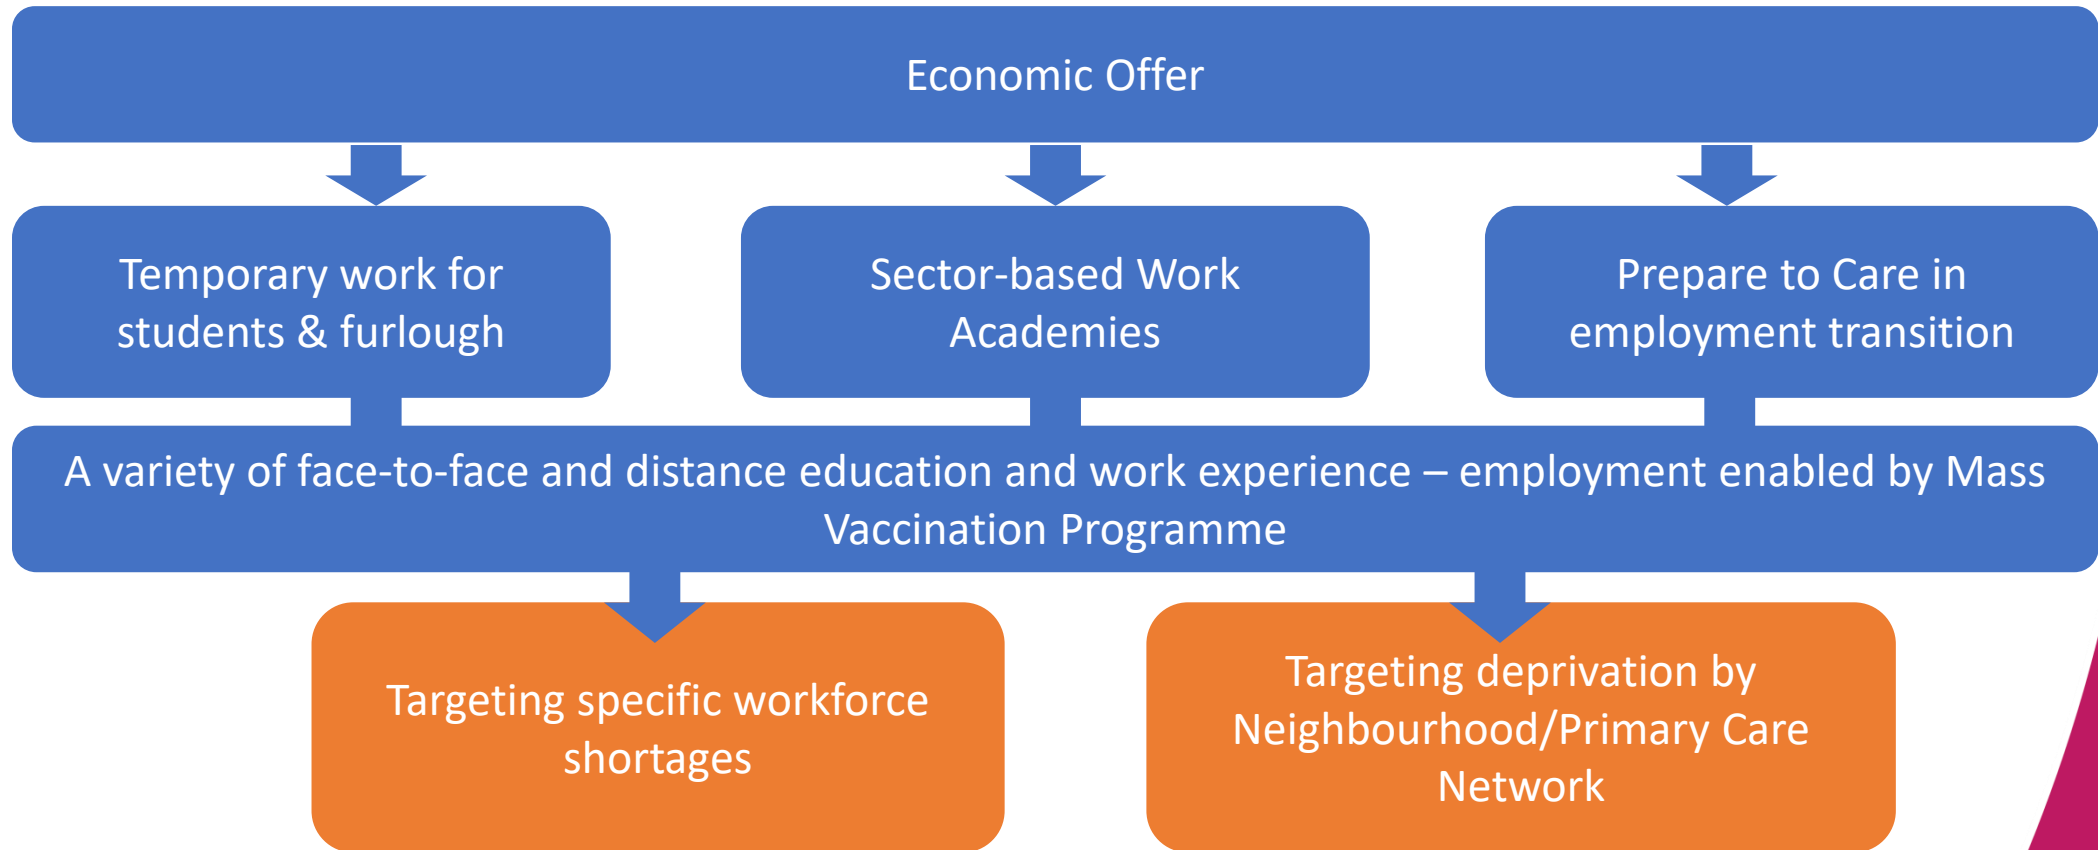 Economic Offer
Temporary work for
students & furlough
Sector-based Work
Academies
Prepare to Care in
employment transition
A variety of face-to-face and distance education and work experience – employment enabled by Mass
Vaccination Programme
Targeting specific workforce
shortages
Targeting deprivation by
Neighbourhood/Primary Care
Network